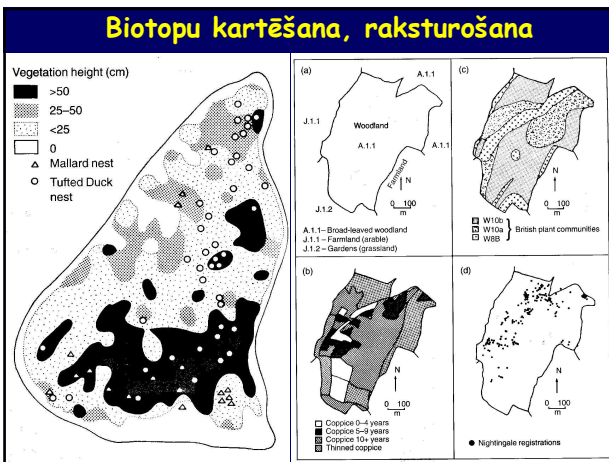 Biotopu kartēšana, raksturošana
Vegetation height (cm)
>50
25–50
<25
0
Mallard nest
Tufted Duck
nest
(a)
A.1.1
J.1.1
Woodland
A.1.1
A.1.1
Farmland
N
J.1.2
0 100
m
A.1.1 – Broad-leaved woodland
J.1.1 – Farmland (arable)
J.1.2 – Gardens (grassland)
(c)
N
0 100
m
W10b
W10a
W8B
British plant communities
(b)
N
0 100
m
Coppice 0–4 years
Coppice 5–9 years
Coppice 10+ years
Thinned coppice
(d)
N
0 100
m
Nightingale registrations